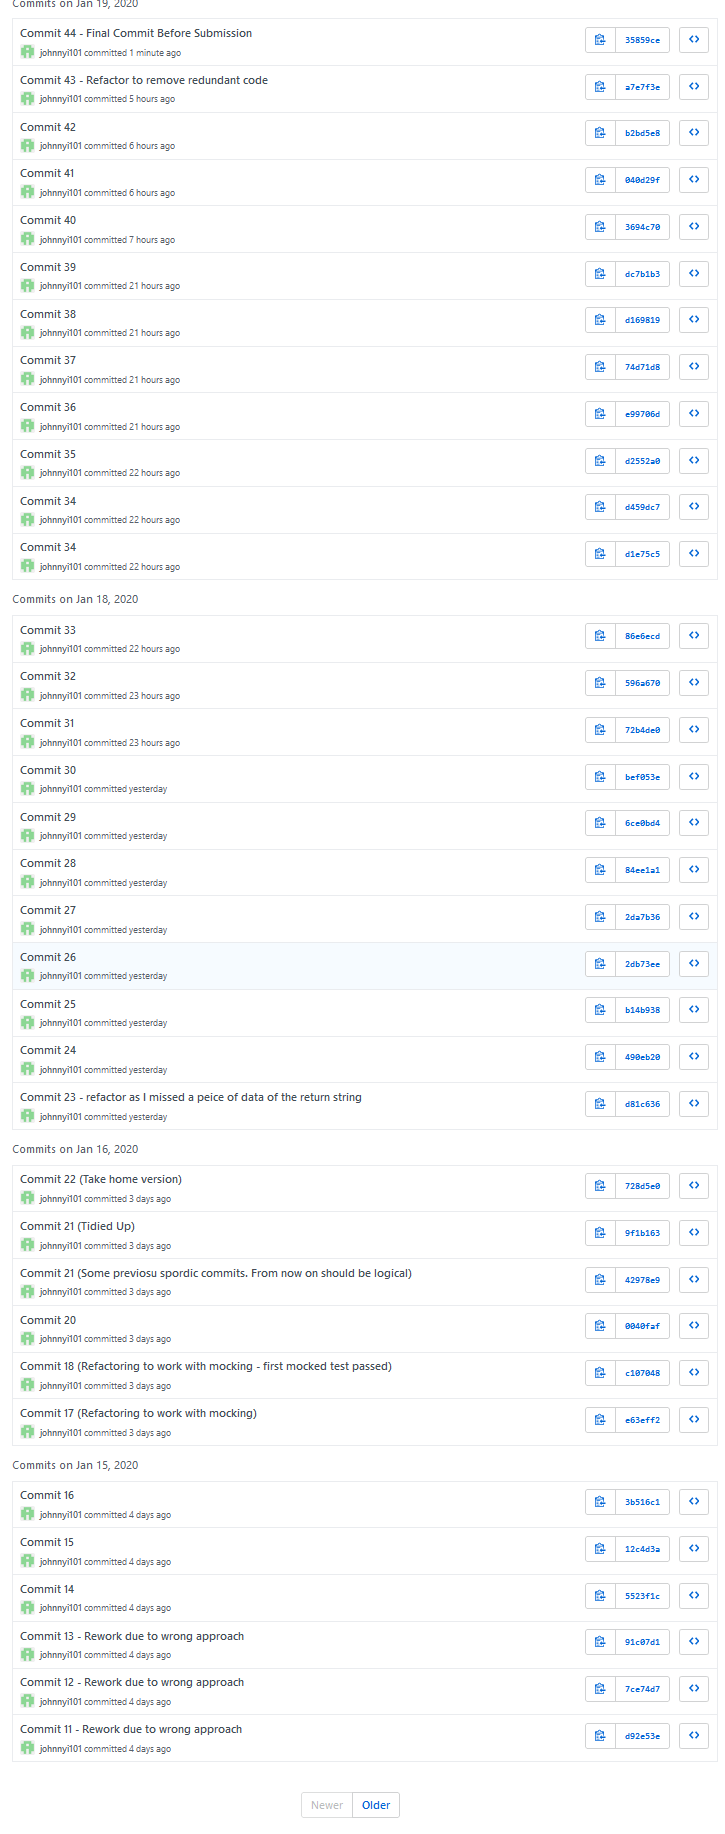 Commits on Jan 19, 2020
Commit 44 - Final Commit Before Submission
35859ce
johnnyi101 committed 1 minute ago
Commit 43 - Refactor to remove redundant code
a7e7f3e
johnnyi101 committed 5 hours ago
Commit 42
b2bd5e8
johnnyi101 committed 6 hours ago
Commit 41
040d29f
johnnyi101 committed 6 hours ago
Commit 40
3694c70
johnnyi101 committed 7 hours ago
Commit 39
dc7b1b3
johnnyi101 committed 21 hours ago
Commit 38
d169819
johnnyi101 committed 21 hours ago
Commit 37
74d71d8
johnnyi101 committed 21 hours ago
Commit 36
e99706d
johnnyi101 committed 21 hours ago
Commit 35
d2552a0
johnnyi101 committed 22 hours ago
Commit 34
d459dc7
johnnyi101 committed 22 hours ago
Commit 34
d1e75c5
johnnyi101 committed 22 hours ago
Commits on Jan 18, 2020
Commit 33
86e6ecd
johnnyi101 committed 22 hours ago
Commit 32
596a670
johnnyi101 committed 23 hours ago
Commit 31
72b4de0
johnnyi101 committed 23 hours ago
Commit 30
bef053e
johnnyi101 committed yesterday
Commit 29
6ce0bd4
johnnyi101 committed yesterday
Commit 28
84ee1a1
johnnyi101 committed yesterday
Commit 27
2da7b36
johnnyi101 committed yesterday
Commit 26
2db73ee
johnnyi101 committed yesterday
Commit 25
b14b938
johnnyi101 committed yesterday
Commit 24
490eb20
johnnyi101 committed yesterday
Commit 23 - refactor as I missed a peice of data of the return string
d81c636
johnnyi101 committed yesterday
Commits on Jan 16, 2020
Commit 22 (Take home version)
728d5e0
johnnyi101 committed 3 days ago
Commit 21 (Tidied Up)
9f1b163
johnnyi101 committed 3 days ago
Commit 21 (Some previosu spordic commits. From now on should be logical)
42978e9
johnnyi101 committed 3 days ago
Commit 20
0040faf
johnnyi101 committed 3 days ago
Commit 18 (Refactoring to work with mocking - first mocked test passed)
c107048
johnnyi101 committed 3 days ago
Commit 17 (Refactoring to work with mocking)
e63eff2
johnnyi101 committed 3 days ago
Commits on Jan 15, 2020
Commit 16
3b516c1
johnnyi101 committed 4 days ago
Commit 15
12c4d3a
johnnyi101 committed 4 days ago
Commit 14
5523f1c
johnnyi101 committed 4 days ago
Commit 13 - Rework due to wrong approach
91c07d1
johnnyi101 committed 4 days ago
Commit 12 - Rework due to wrong approach
7ce74d7
johnnyi101 committed 4 days ago
Commit 11 - Rework due to wrong approach
d92e53e
johnnyi101 committed 4 days ago
Newer Older